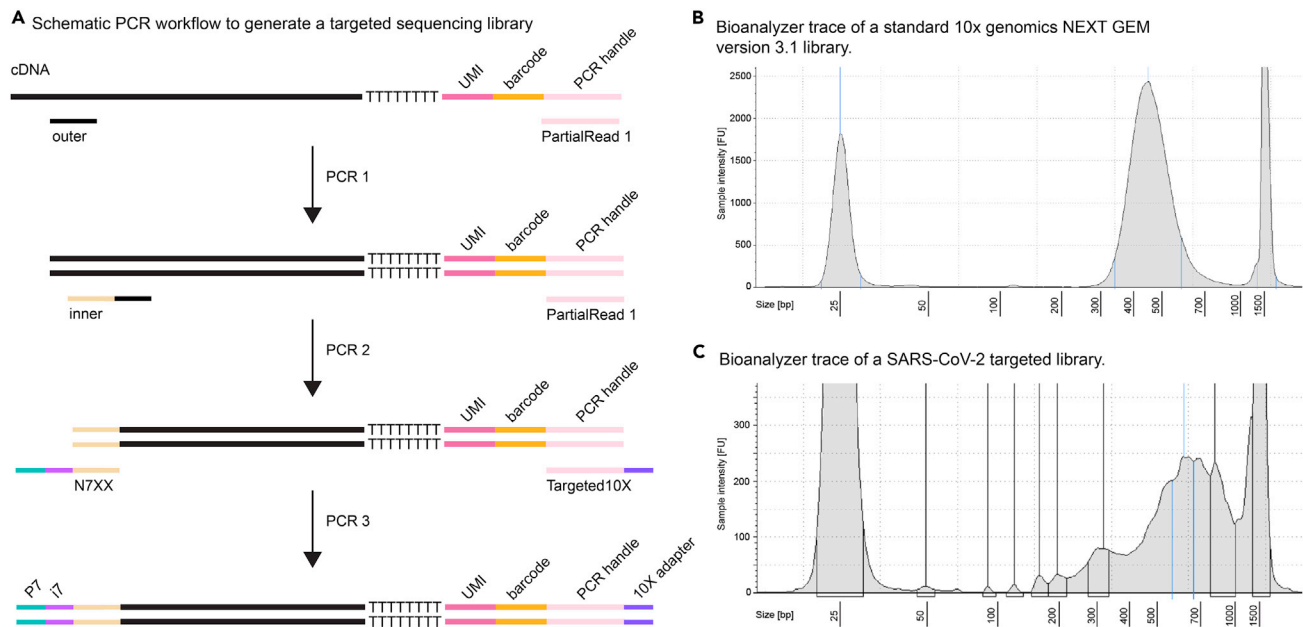 A Schematic PCR workflow to generate a targeted sequencing library
cDNA
UMI
barcode
PCR handle
TTTTTTTT
outer
PartialRead 1
PCR 1
UMI
barcode
PCR handle
TTTTTTTT
TTTTTTTT
inner
PartialRead 1
PCR 2
UMI
barcode
PCR handle
TTTTTTTT
TTTTTTTT
N7XX
Targeted10X
PCR 3
P7
i7
UMI
barcode
PCR handle
10X adapter
TTTTTTTT
TTTTTTTT
B Bioanalyzer trace of a standard 10x genomics NEXT GEM
version 3.1 library.
Sample intensity [FU]
2500
2000
1500
1000
500
0
Size [bp]
25
50
100
200
300
400
500
700
1000
1500
C Bioanalyzer trace of a SARS-CoV-2 targeted library.
Sample intensity [FU]
300
200
100
0
Size [bp]
25
50
100
200
300
400
500
700
1000
1500